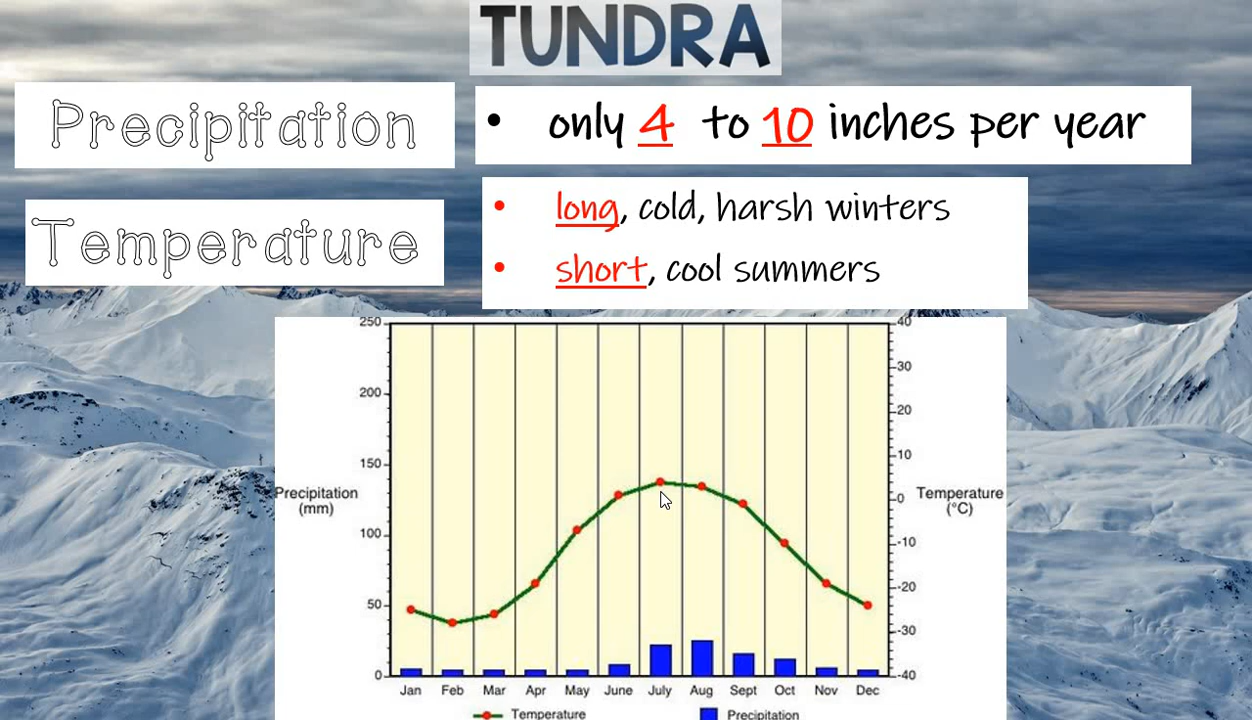 TUNDRA
Precipitation
• only 4 to 10 inches per year
Temperature
• long, cold, harsh winters
• short, cool summers
250
200
150
100
50
0
Precipitation
(mm)
40
30
20
10
0
-10
-20
-30
-40
Temperature
(°C)
Jan Feb Mar Apr May June July Aug Sept Oct Nov Dec
Temperature Precipitation